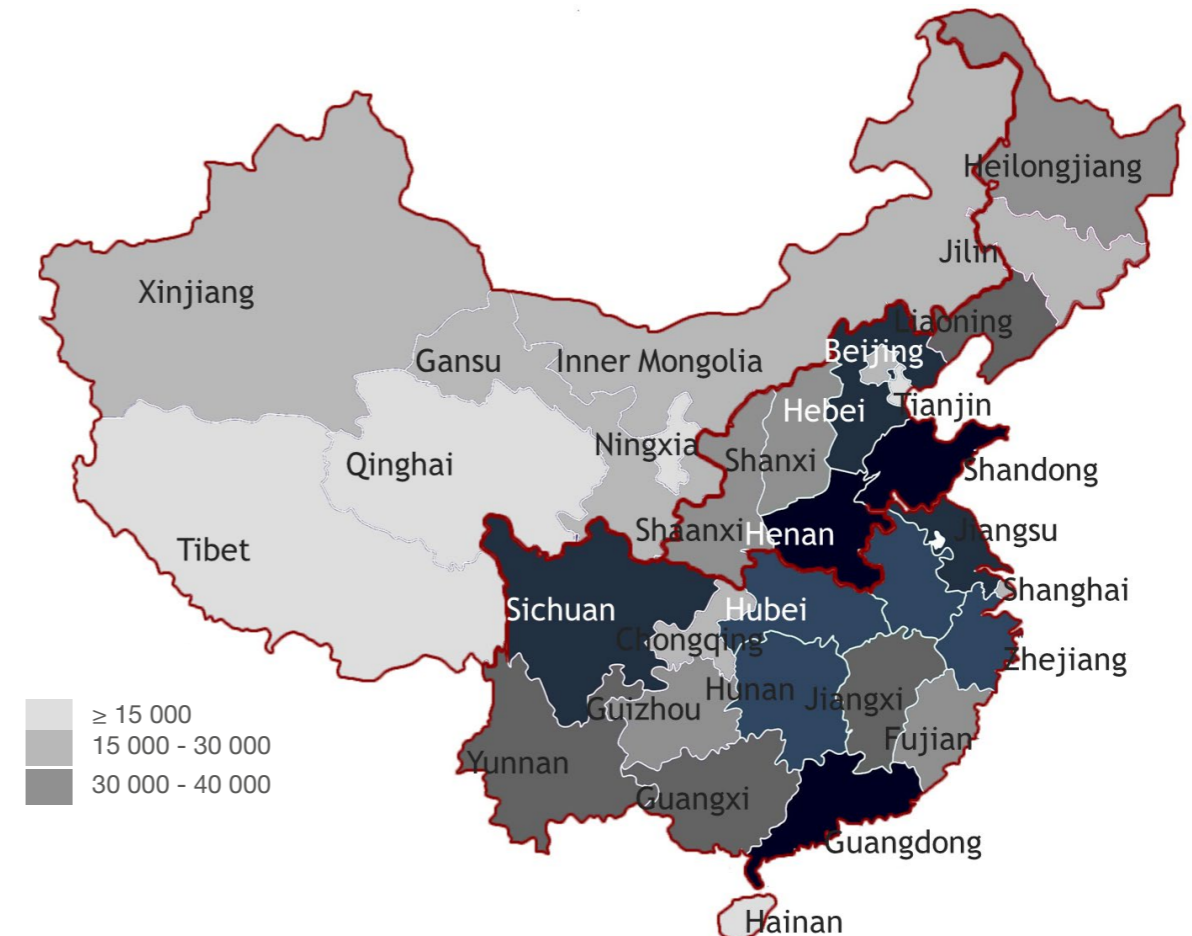 Heilongjiang
Jilin
Xinjiang
Liaoning
Beijing
Gansu
Inner Mongolia
Tianjin
Hebei
Ningxia
Shanxi
Qinghai
Shandong
Shaanxi
Henan
Jiangsu
Tibet
Shanghai
Sichuan
Hubei
Chongqing
Zhejiang
Hunan
Jiangxi
Guizhou
Fujian
Yunnan
Guangxi
Guangdong
Hainan
≥ 15 000
15 000 - 30 000
30 000 - 40 000